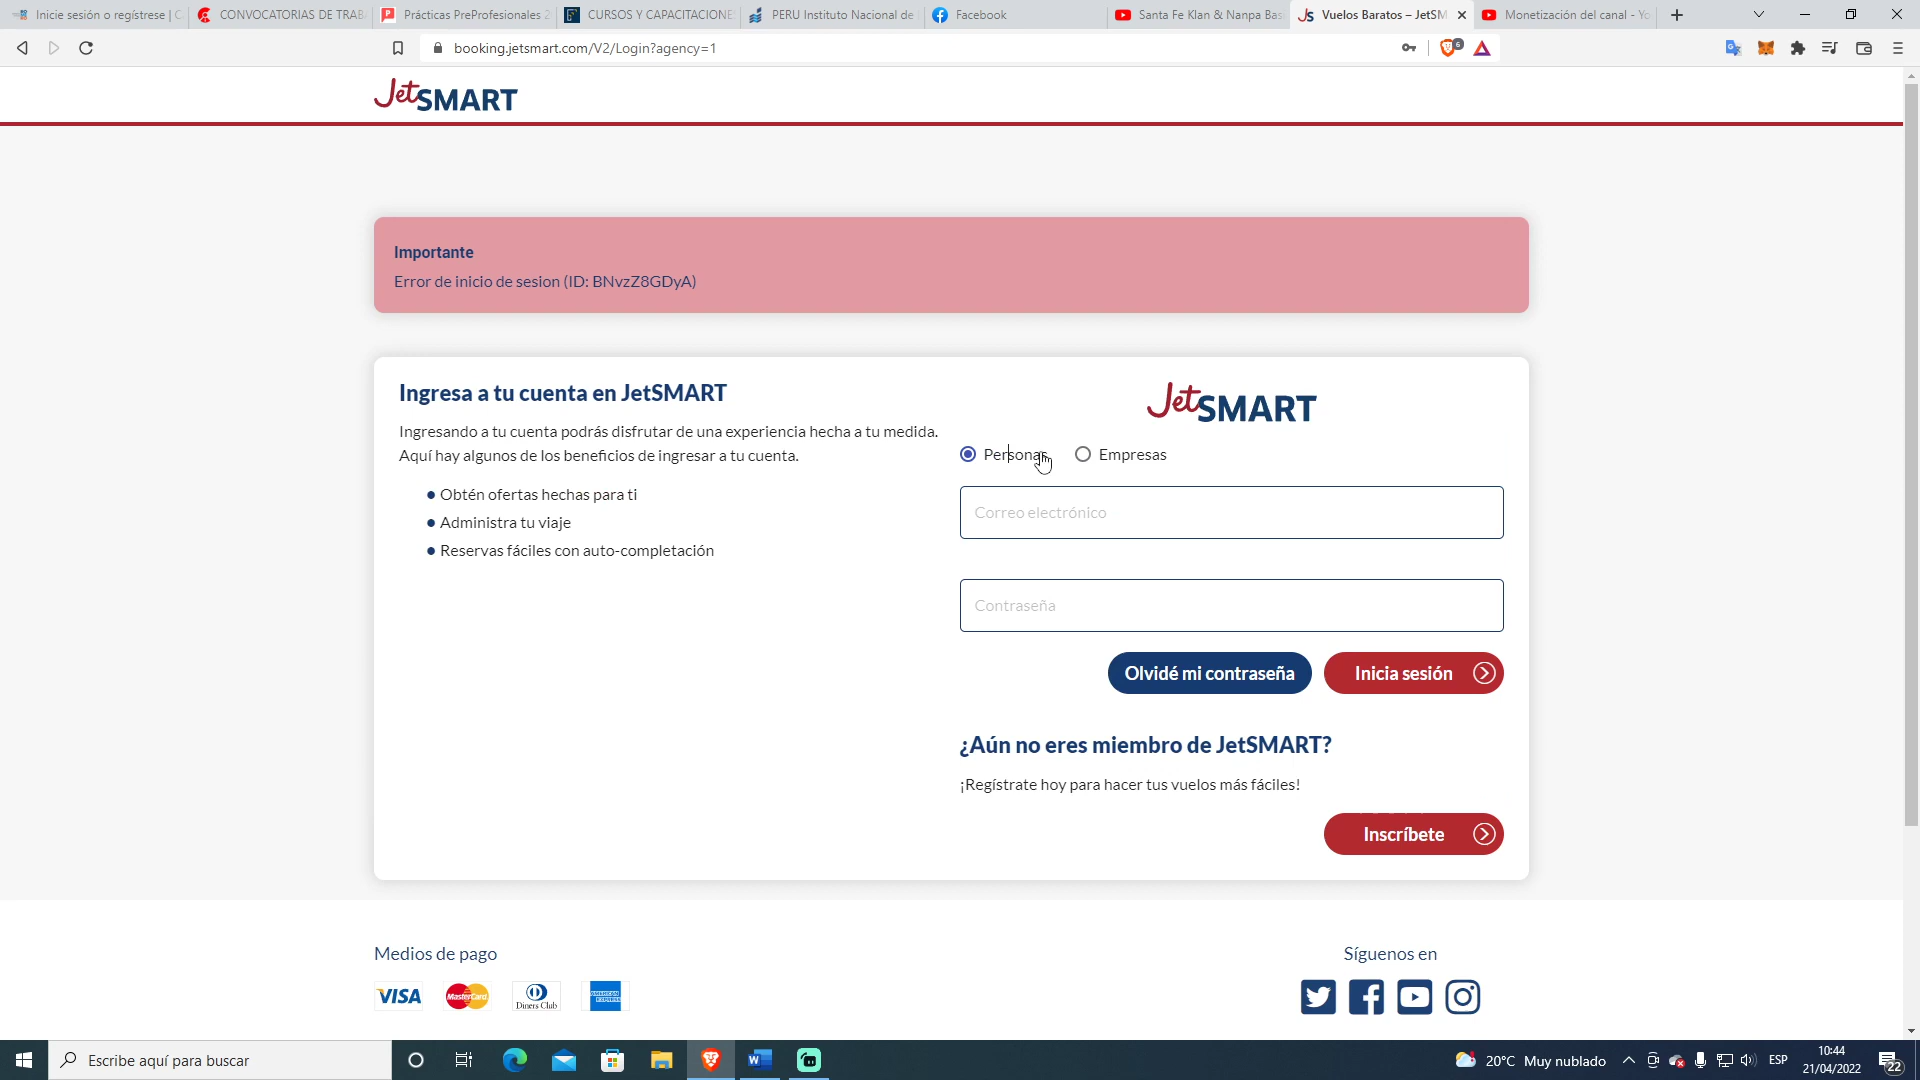 Inicie sesión o regístrese | C
CONVOCATORIAS DE TRAB
Prácticas PreProfesionales 2
CURSOS Y CAPACITACIONE
PERU Instituto Nacional de
Facebook
Santa Fe Klan & Nanpa Bas
Vuelos Baratos – JetSM
Monetización del canal - Yo
booking.jetsmart.com/V2/Login?agency=1
6
JetSMART
Importante
Error de inicio de sesion (ID: BNvzZ8GDyA)
Ingresa a tu cuenta en JetSMART
Ingresando a tu cuenta podrás disfrutar de una experiencia hecha a tu medida.
Aquí hay algunos de los beneficios de ingresar a tu cuenta.
• Obtén ofertas hechas para ti
• Administra tu viaje
• Reservas fáciles con auto-completación
JetSMART
Personas
Empresas
Correo electrónico
Contraseña
Olvidé mi contraseña
Inicia sesión
¿Aún no eres miembro de JetSMART?
¡Regístrate hoy para hacer tus vuelos más fáciles!
Inscríbete
Medios de pago
Síguenos en
VISA
MasterCard
Diners Club
AMERICAN EXPRESS
Escribe aquí para buscar
20°C Muy nublado
ESP
10:44
21/04/2022
22